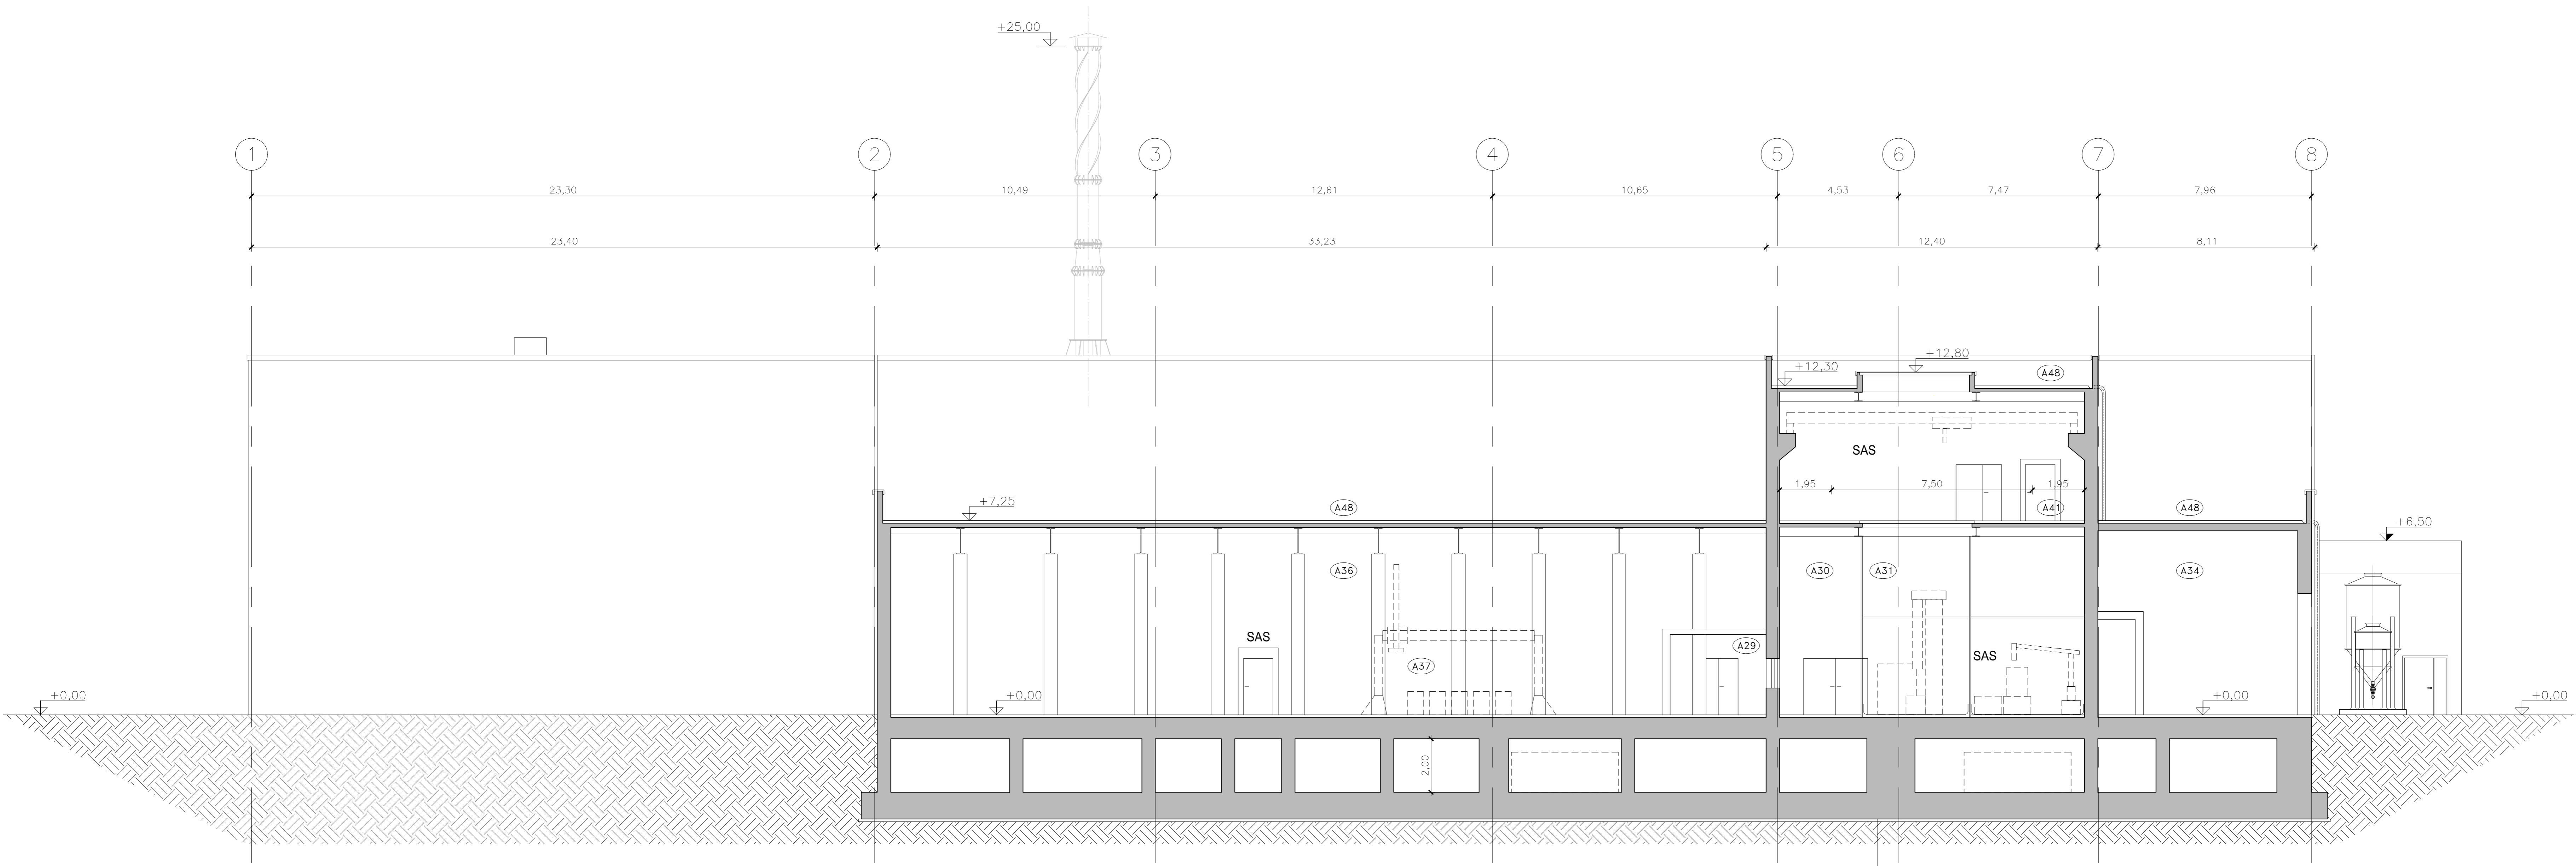 +25,00
1
2
3
4
5
6
7
8
23,30
10,49
12,61
10,65
4,53
7,47
7,96
23,40
33,23
12,40
8,11
+12,80
+12,30
A48
SAS
1,95
7,50
1,95
+7,25
A48
A41
A48
+6,50
A36
A30
A31
A34
SAS
A29
SAS
A37
+0,00
+0,00
+0,00
+0,00
2,00